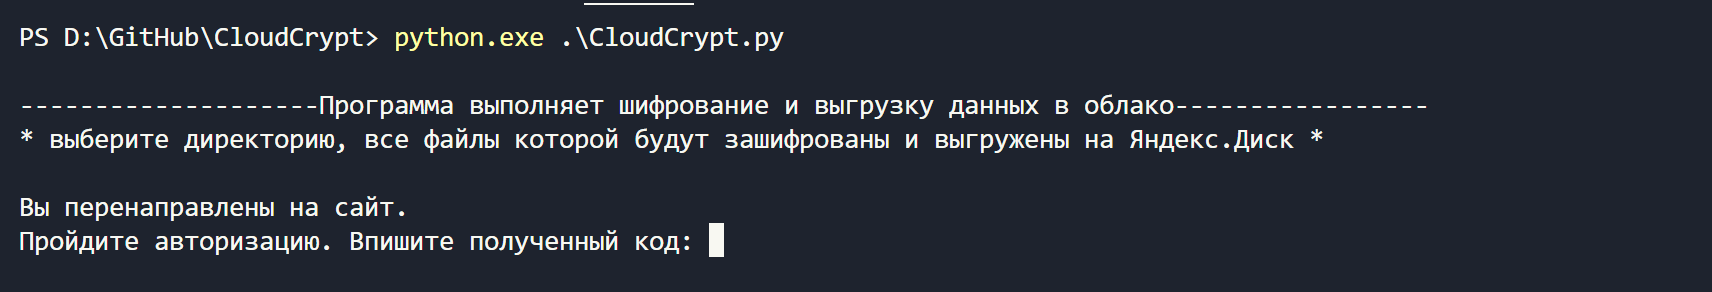 PS D:\GitHub\CloudCrypt> python.exe .\CloudCrypt.py
--------------------Программа выполняет шифрование и выгрузку данных в облако-----------------
* выберите директорию, все файлы которой будут зашифрованы и выгружены на Яндекс.Диск *
Вы перенаправлены на сайт.
Пройдите авторизацию. Впишите полученный код: